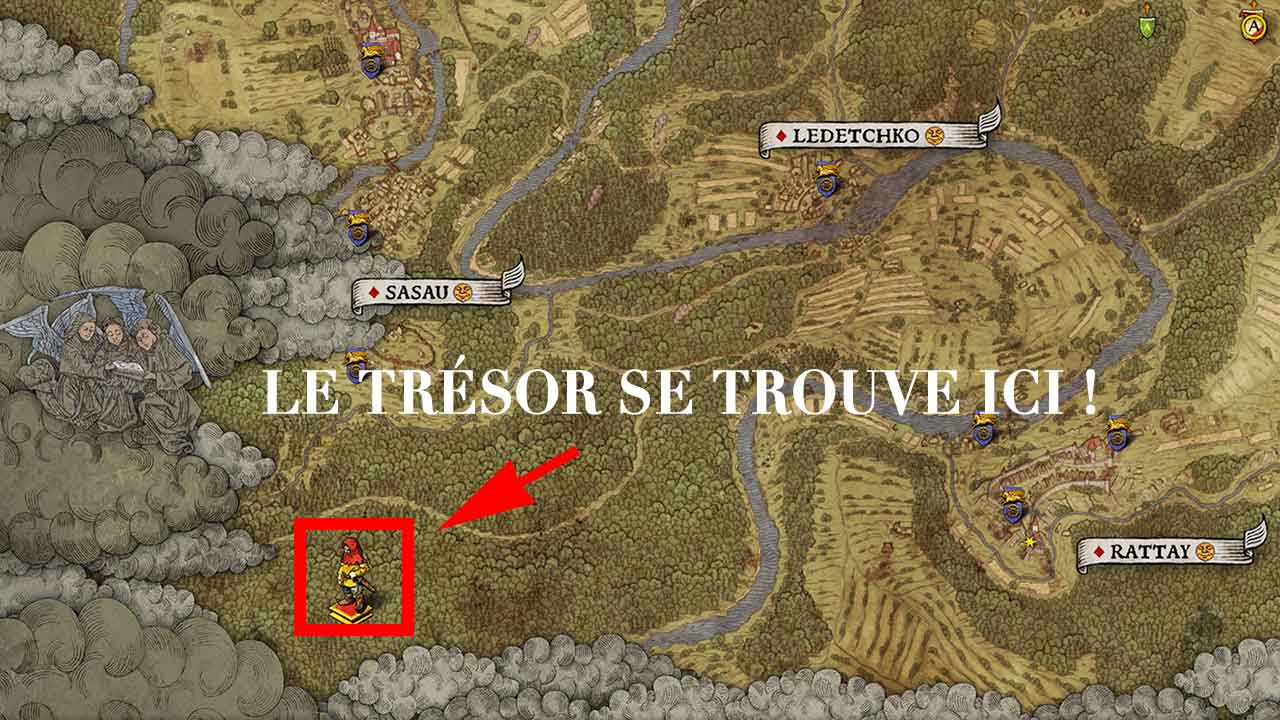 A
LEDETCHKO
SASAU
LE TRÉSOR SE TROUVE ICI !
RATTAY